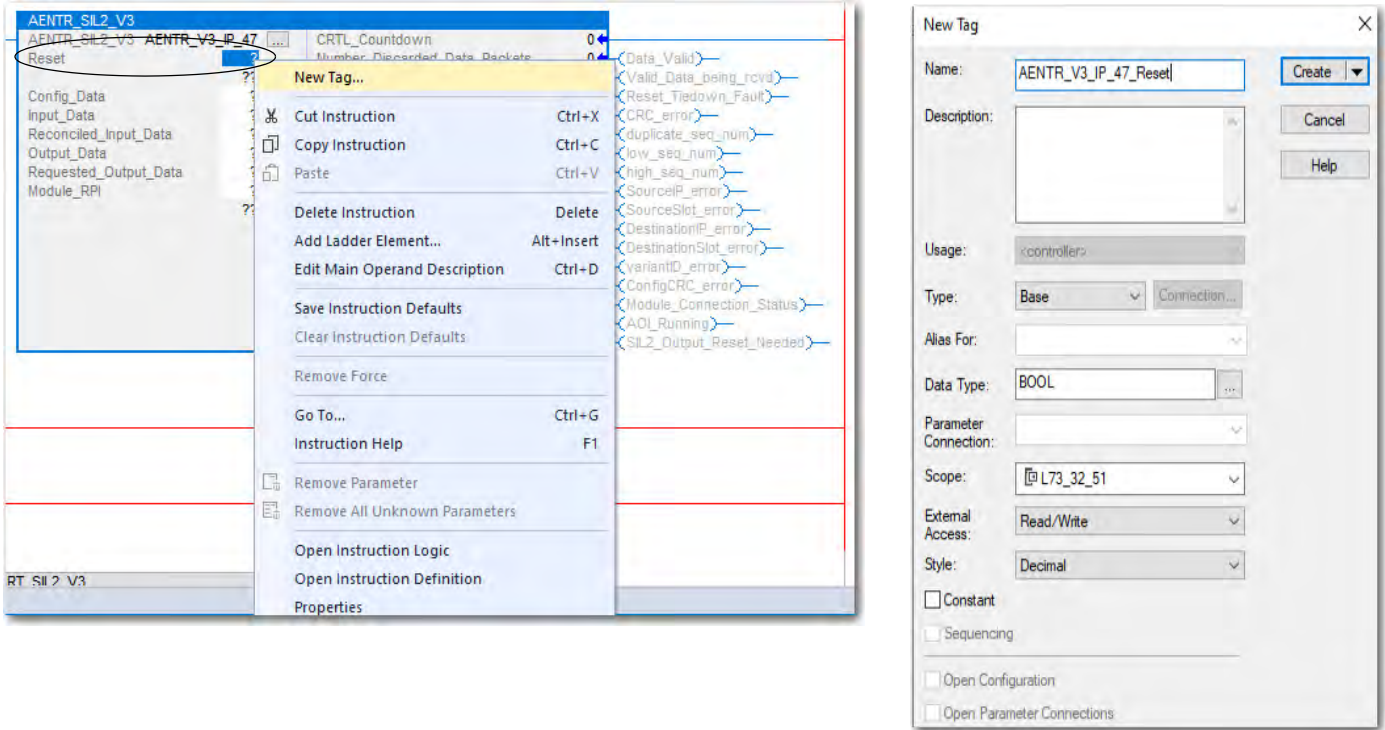 AENTR_SIL2_V3
AENTR_SIL2_V3 AENTR_V3_IP_47 ...
Reset ?
??
Config_Data
Input_Data
Reconciled_Input_Data
Output_Data
Requested_Output_Data
Module_RPI
??
CRTL_Countdown 0
Number_Discarded_Data_Packets 0
Data_Valid
Valid_Data_being_rcvd
Reset_Tiedown_Fault
CRC_error
duplicate_seq_num
low_seq_num
high_seq_num
SourceIP_error
SourceSlot_error
DestinationIP_error
DestinationSlot_error
variantID_error
ConfigCRC_error
Module_Connection_Status
AOI_Running
SIL2_Output_Reset_Needed
New Tag...
Cut Instruction Ctrl+X
Copy Instruction Ctrl+C
Paste Ctrl+V
Delete Instruction Delete
Add Ladder Element... Alt+Insert
Edit Main Operand Description Ctrl+D
Save Instruction Defaults
Clear Instruction Defaults
Remove Force
Go To... Ctrl+G
Instruction Help F1
Remove Parameter
Remove All Unknown Parameters
Open Instruction Logic
Open Instruction Definition
Properties
RT_SIL2_V3
New Tag
Name: AENTR_V3_IP_47_Reset Create
Description: Cancel
Help
Usage: <controller>
Type: Base Connection...
Alias For:
Data Type: BOOL ...
Parameter
Connection:
Scope: L73_32_51
External
Access: Read/Write
Style: Decimal
Constant
Sequencing
Open Configuration
Open Parameter Connections